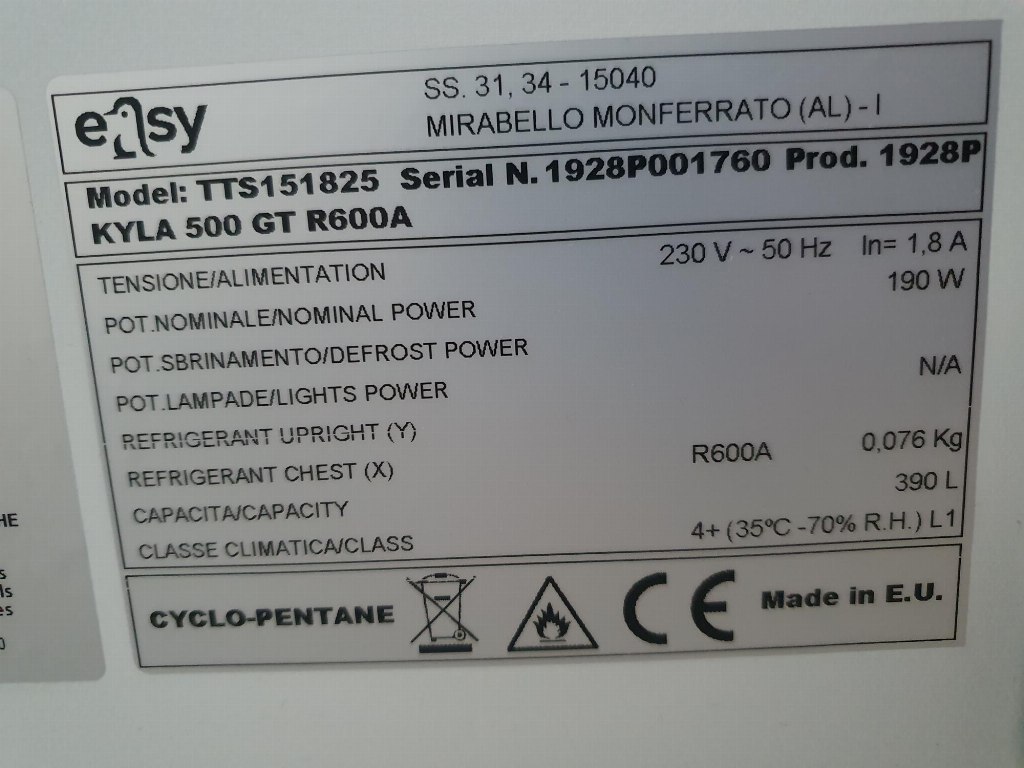 easy
SS. 31, 34 - 15040
MIRABELLO MONFERRATO (AL) - I
Model: TTS151825 Serial N. 1928P001760 Prod. 1928P
KYLA 500 GT R600A
TENSIONE/ALIMENTATION 230 V ~ 50 Hz In= 1,8 A
POT.NOMINALE/NOMINAL POWER 190 W
POT.SBRINAMENTO/DEFROST POWER
POT.LAMPADE/LIGHTS POWER N/A
REFRIGERANT UPRIGHT (Y)
REFRIGERANT CHEST (X) R600A 0,076 Kg
CAPACITA/CAPACITY 390 L
CLASSE CLIMATICA/CLASS 4+ (35ºC -70% R.H.) L1
CYCLO-PENTANE CE Made in E.U.